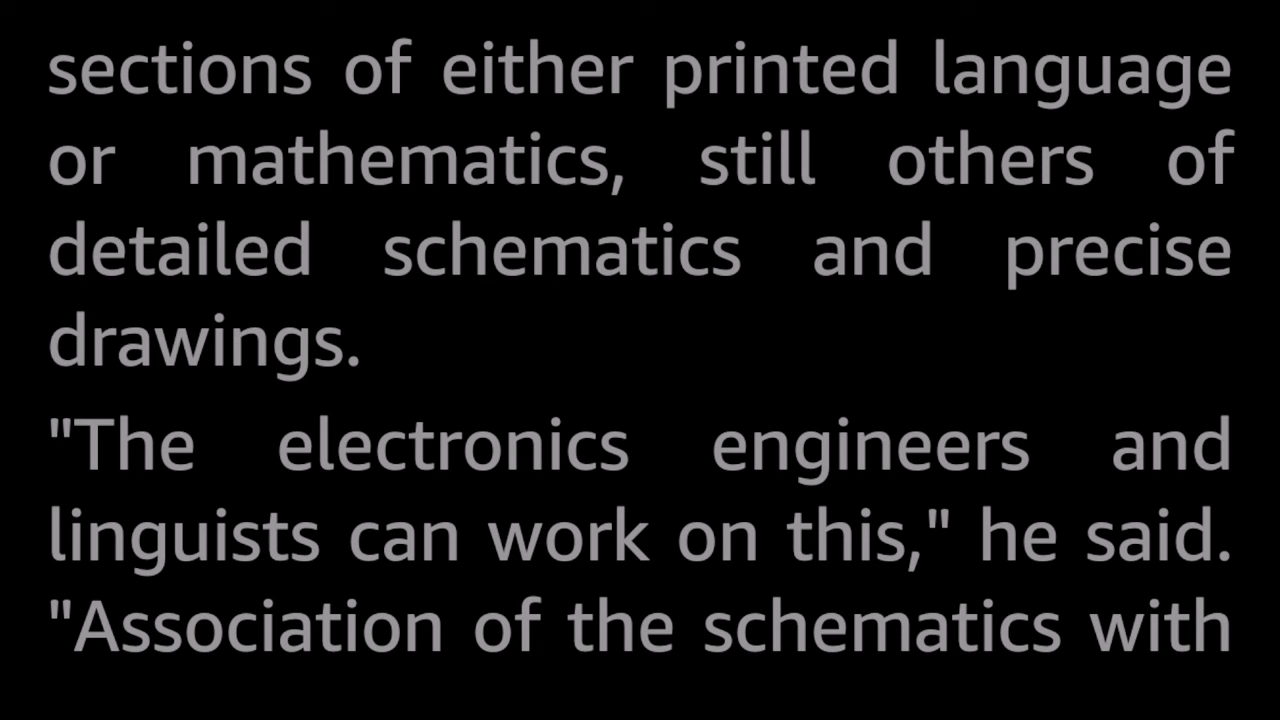 sections of either printed language
or mathematics, still others of
detailed schematics and precise
drawings.
"The electronics engineers and
linguists can work on this," he said.
"Association of the schematics with